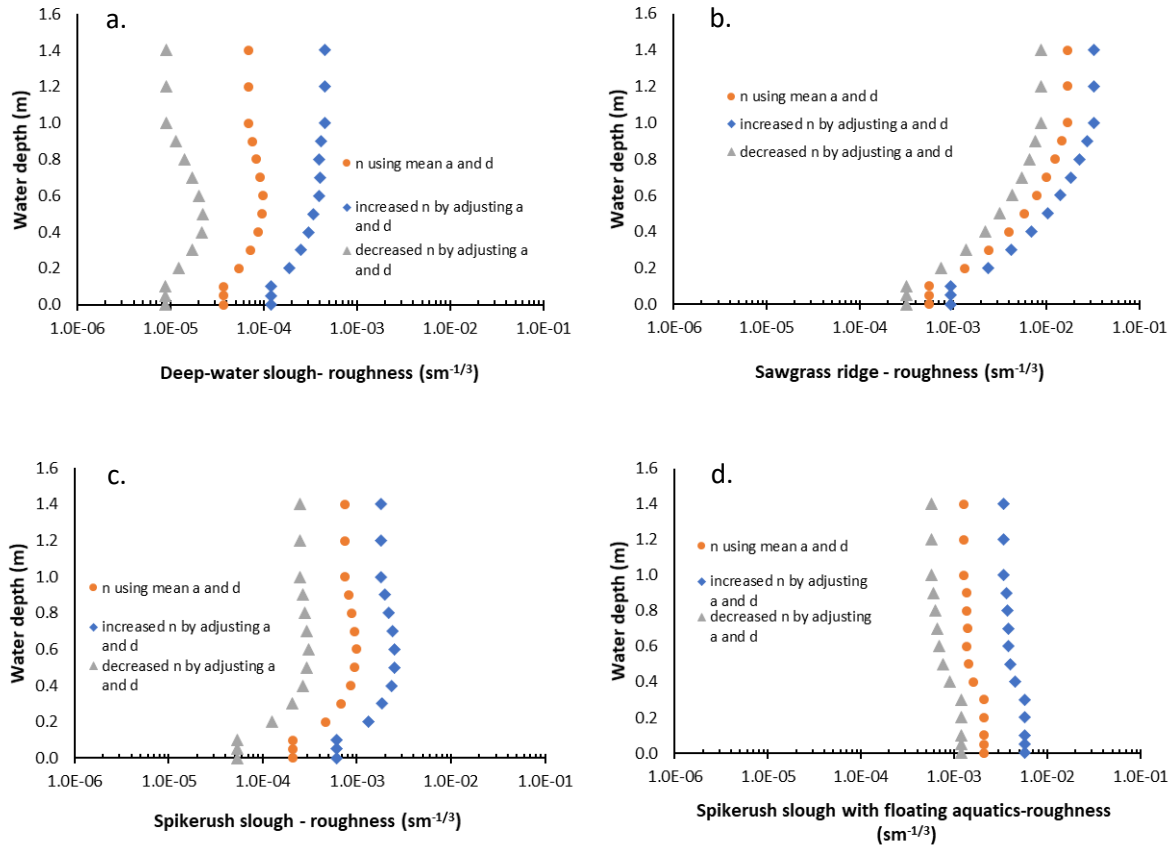 a.
1.6
1.4
1.2
1.0
0.8
0.6
0.4
0.2
0.0
Water depth (m)
n using mean a and d
increased n by adjusting a
and d
decreased n by adjusting a
and d
1.0E-06 1.0E-05 1.0E-04 1.0E-03 1.0E-02 1.0E-01
Deep-water slough- roughness (sm-1/3)
b.
1.6
1.4
1.2
1.0
0.8
0.6
0.4
0.2
0.0
Water depth (m)
n using mean a and d
increased n by adjusting a and d
decreased n by adjusting a and d
1.0E-06 1.0E-05 1.0E-04 1.0E-03 1.0E-02 1.0E-01
Sawgrass ridge - roughness (sm-1/3)
c.
1.6
1.4
1.2
1.0
0.8
0.6
0.4
0.2
0.0
Water depth (m)
n using mean a and d
increased n by adjusting a
and d
decreased n by adjusting a
and d
1.0E-06 1.0E-05 1.0E-04 1.0E-03 1.0E-02 1.0E-01
Spikerush slough - roughness (sm-1/3)
d.
1.6
1.4
1.2
1.0
0.8
0.6
0.4
0.2
0.0
Water depth (m)
n using mean a and d
increased n by adjusting
a and d
decreased n by adjusting
a and d
1.0E-06 1.0E-05 1.0E-04 1.0E-03 1.0E-02 1.0E-01
Spikerush slough with floating aquatics-roughness
(sm-1/3)